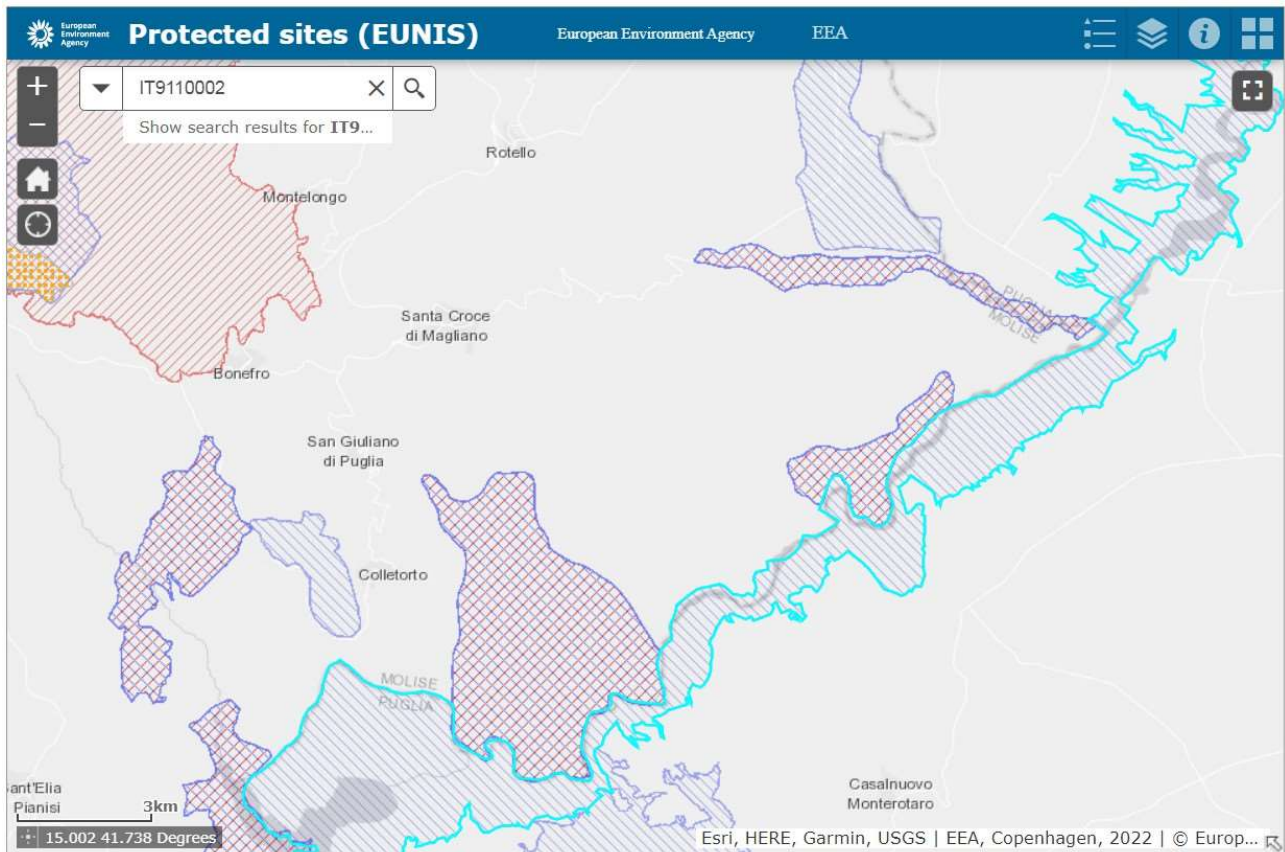 European
Environment
Agency
Protected sites (EUNIS)
European Environment Agency
EEA
+
IT9110002
−
Show search results for IT9...
Rotello
Montelongo
Santa Croce
di Magliano
PUGLIA
MOLISE
Bonefro
San Giuliano
di Puglia
Colletorto
MOLISE
PUGLIA
ant'Elia
Pianisi
3km
Casalnuovo
Monterotaro
15.002 41.738 Degrees
Esri, HERE, Garmin, USGS | EEA, Copenhagen, 2022 | © Europ...